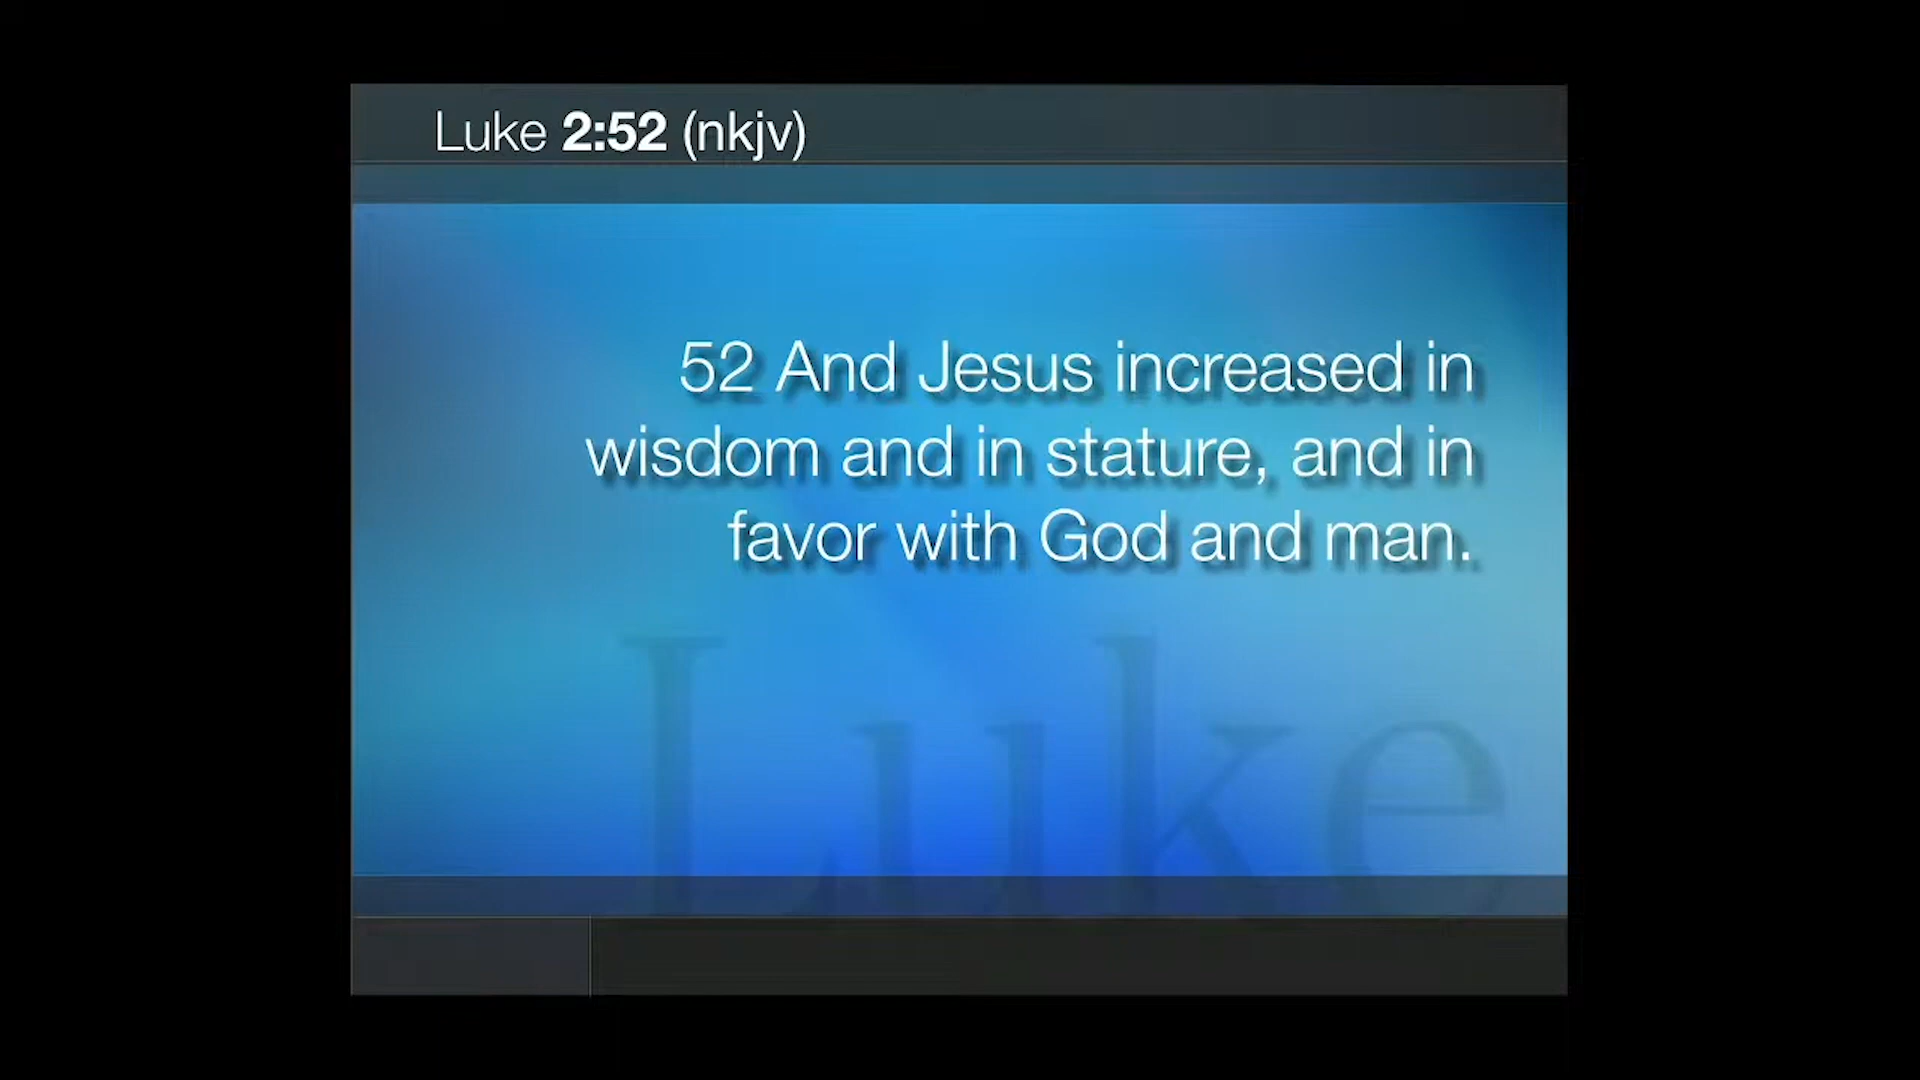 Luke 2:52 (nkjv)
52 And Jesus increased in
wisdom and in stature, and in
favor with God and man.
Luke